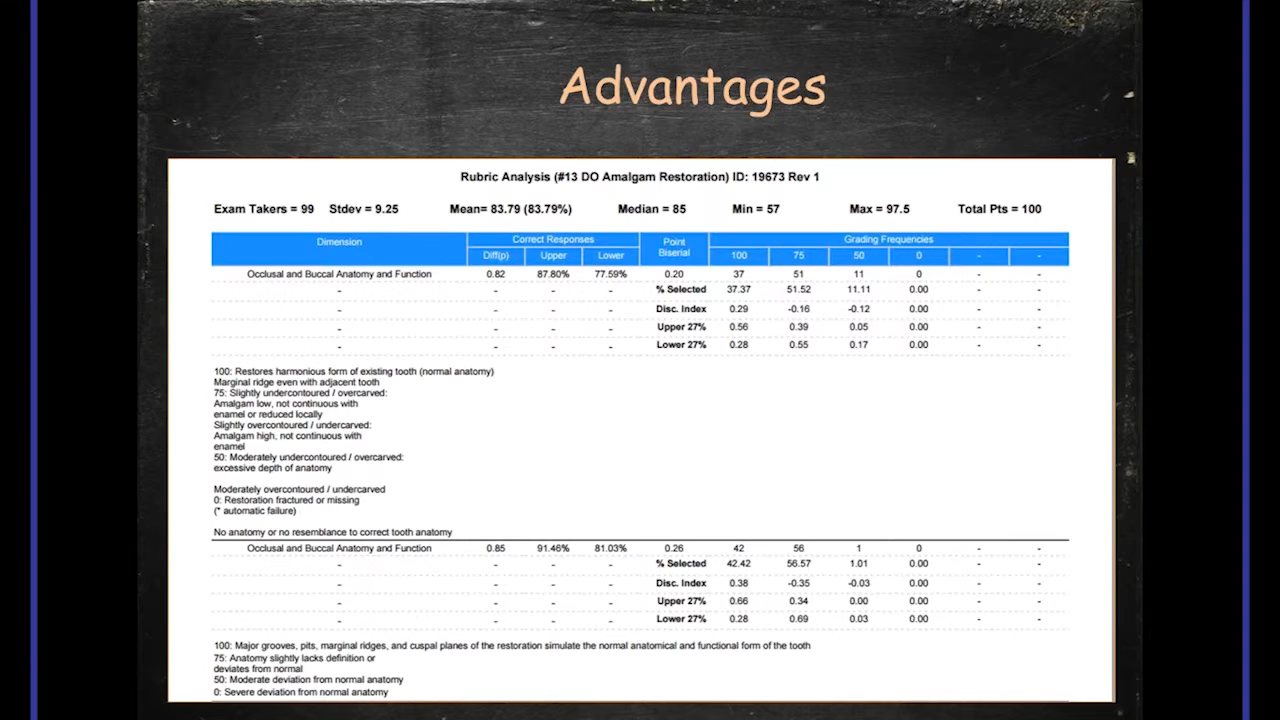 Advantages
Rubric Analysis (#13 DO Amalgam Restoration) ID: 19673 Rev 1
Exam Takers = 99 Stdev = 9.25 Mean= 83.79 (83.79%) Median = 85 Min = 57 Max = 97.5 Total Pts = 100
Dimension Correct Responses Point Biserial Grading Frequencies
Diff(p) Upper Lower 100 75 50 0 - -
Occlusal and Buccal Anatomy and Function 0.82 87.80% 77.59% 0.20 37 51 11 0 - -
- - - - % Selected 37.37 51.52 11.11 0.00 - -
- - - - Disc. Index 0.29 -0.16 -0.12 0.00 - -
- - - - Upper 27% 0.56 0.39 0.05 0.00 - -
- - - - Lower 27% 0.28 0.55 0.17 0.00 - -
100: Restores harmonious form of existing tooth (normal anatomy)
Marginal ridge even with adjacent tooth
75: Slightly undercontoured / overcarved:
Amalgam low, not continuous with
enamel or reduced locally
Slightly overcontoured / undercarved:
Amalgam high, not continuous with
enamel
50: Moderately undercontoured / overcarved:
excessive depth of anatomy
Moderately overcontoured / undercarved
0: Restoration fractured or missing
(* automatic failure)
No anatomy or no resemblance to correct tooth anatomy
Occlusal and Buccal Anatomy and Function 0.85 91.46% 81.03% 0.26 42 56 1 0 - -
- - - - % Selected 42.42 56.57 1.01 0.00 - -
- - - - Disc. Index 0.38 -0.35 -0.03 0.00 - -
- - - - Upper 27% 0.66 0.34 0.00 0.00 - -
- - - - Lower 27% 0.28 0.69 0.03 0.00 - -
100: Major grooves, pits, marginal ridges, and cuspal planes of the restoration simulate the normal anatomical and functional form of the tooth
75: Anatomy slightly lacks definition or
deviates from normal
50: Moderate deviation from normal anatomy
0: Severe deviation from normal anatomy